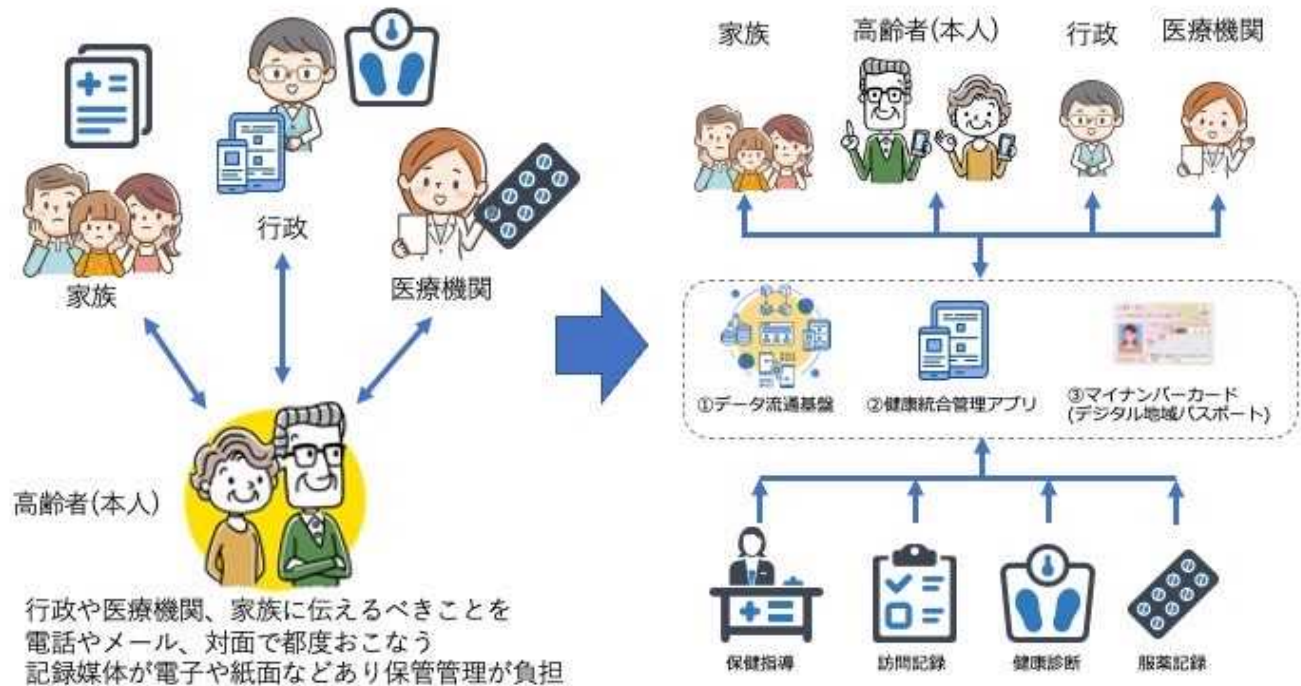 行政
家族
医療機関
高齢者(本人)
行政や医療機関、家族に伝えるべきことを
電話やメール、対面で都度おこなう
記録媒体が電子や紙面などあり保管管理が負担
家族
高齢者(本人)
行政
医療機関
①データ流通基盤
②健康統合管理アプリ
③マイナンバーカード
(デジタル地域パスポート)
保健指導
訪問記録
健康診断
服薬記録